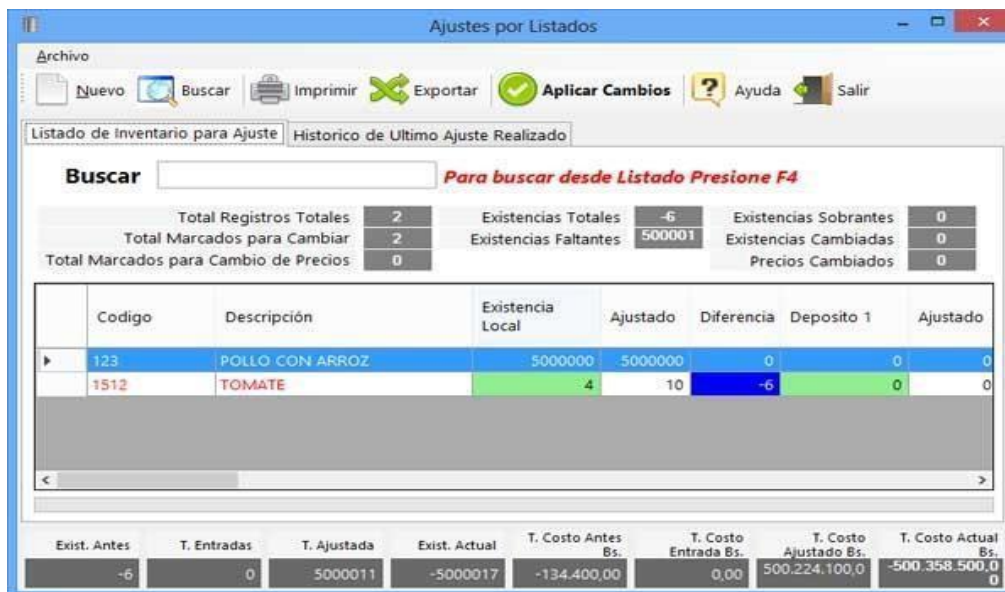 Ajustes por Listados
Archivo
Nuevo Buscar Imprimir Exportar Aplicar Cambios Ayuda Salir
Listado de Inventario para Ajuste Historico de Ultimo Ajuste Realizado
Buscar Para buscar desde Listado Presione F4
Total Registros Totales 2 Existencias Totales -6 Existencias Sobrantes 0
Total Marcados para Cambiar 2 Existencias Faltantes 500001 Existencias Cambiadas 0
Total Marcados para Cambio de Precios 0 Precios Cambiados 0
Codigo Descripción Existencia Local Ajustado Diferencia Deposito 1 Ajustado
123 POLLO CON ARROZ 5000000 5000000 0 0 0
1512 TOMATE 4 10 -6 0 0
Exist. Antes T. Entradas T. Ajustada Exist. Actual T. Costo Antes Bs. T. Costo Entrada Bs. T. Costo Ajustado Bs. T. Costo Actual Bs.
-6 0 5000011 -5000017 -134.400,00 0,00 500.224.100,0 -500.358.500,0
0